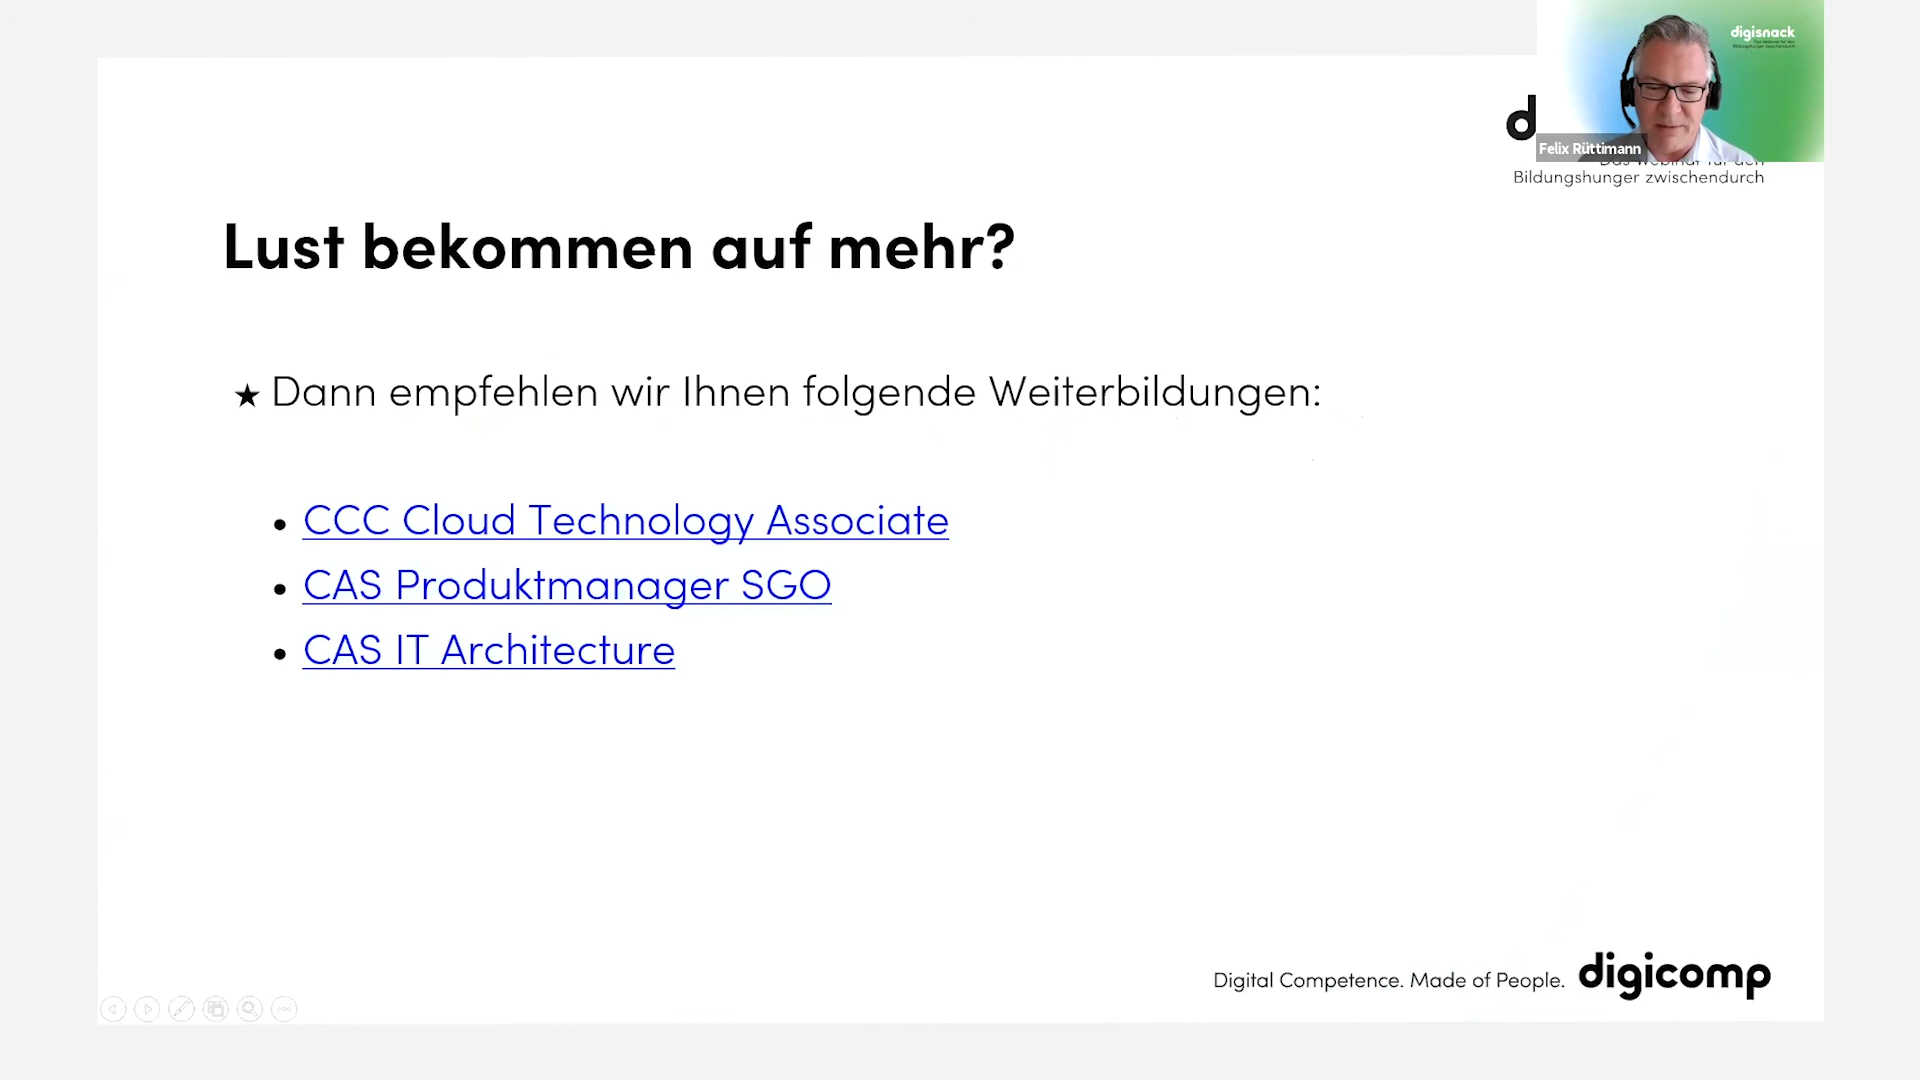 digisnack
Felix Rüttimann
Bildungshunger zwischendurch
Lust bekommen auf mehr?
★ Dann empfehlen wir Ihnen folgende Weiterbildungen:
• CCC Cloud Technology Associate
• CAS Produktmanager SGO
• CAS IT Architecture
Digital Competence. Made of People. digicomp